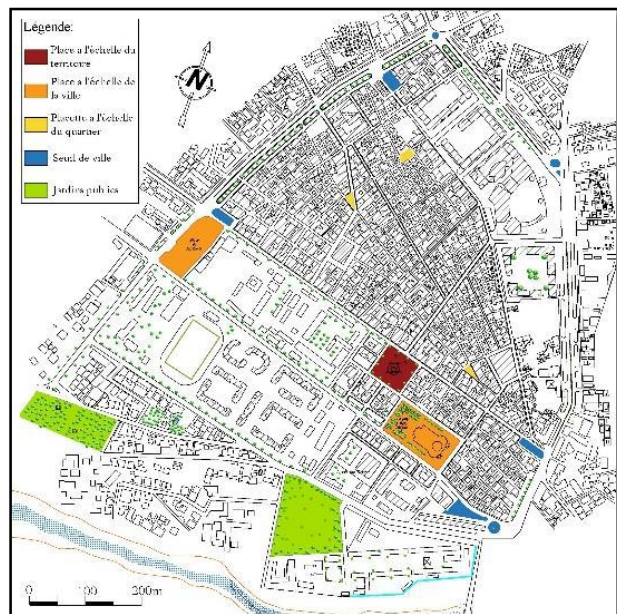 Légende:
Place a l'échelle du
territoire
Place a l'échelle de
la ville
Placette a l'échelle
du quartier
Seuil de ville
Jardins publics
N
0 100 200m